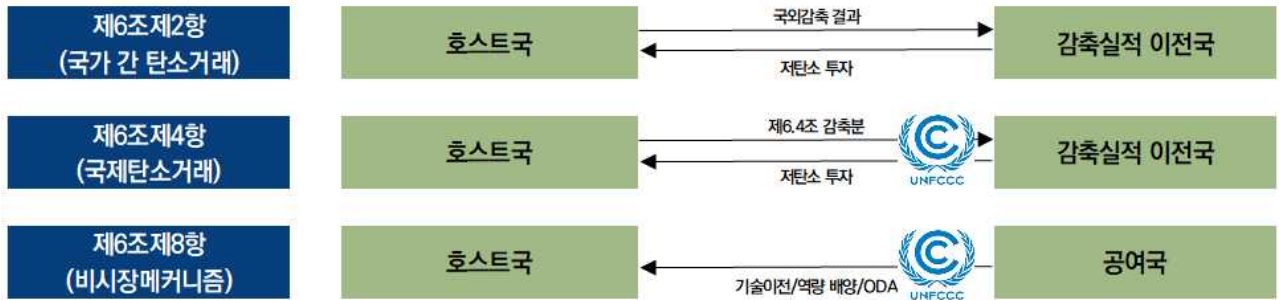 제6조제2항
(국가 간 탄소거래)
호스트국
국외감축 결과
저탄소 투자
감축실적 이전국
제6조제4항
(국제탄소거래)
호스트국
제6.4조 감축분
저탄소 투자
UNFCCC
감축실적 이전국
제6조제8항
(비시장메커니즘)
호스트국
기술이전/역량 배양/ODA
UNFCCC
공여국